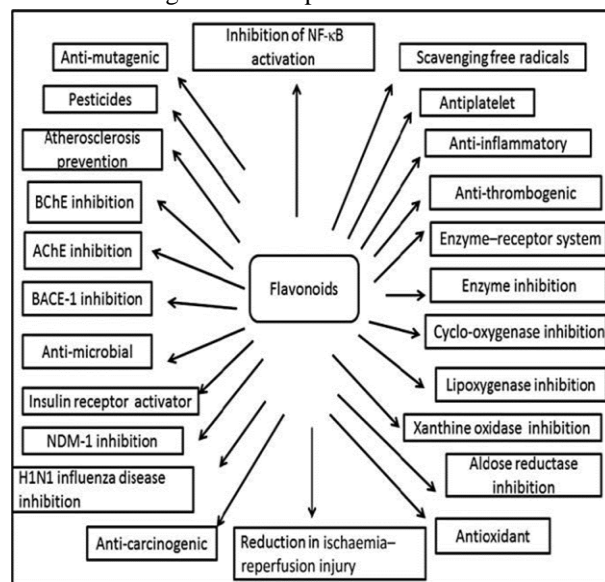 Inhibition of NF-κB
activation
Anti-mutagenic
Pesticides
Atherosclerosis
prevention
BChE inhibition
AChE inhibition
BACE-1 inhibition
Anti-microbial
Insulin receptor activator
NDM-1 inhibition
H1N1 influenza disease
inhibition
Anti-carcinogenic
Flavonoids
Scavenging free radicals
Antiplatelet
Anti-inflammatory
Anti-thrombogenic
Enzyme–receptor system
Enzyme inhibition
Cyclo-oxygenase inhibition
Lipoxygenase inhibition
Xanthine oxidase inhibition
Aldose reductase
inhibition
Antioxidant
Reduction in ischaemia–
reperfusion injury